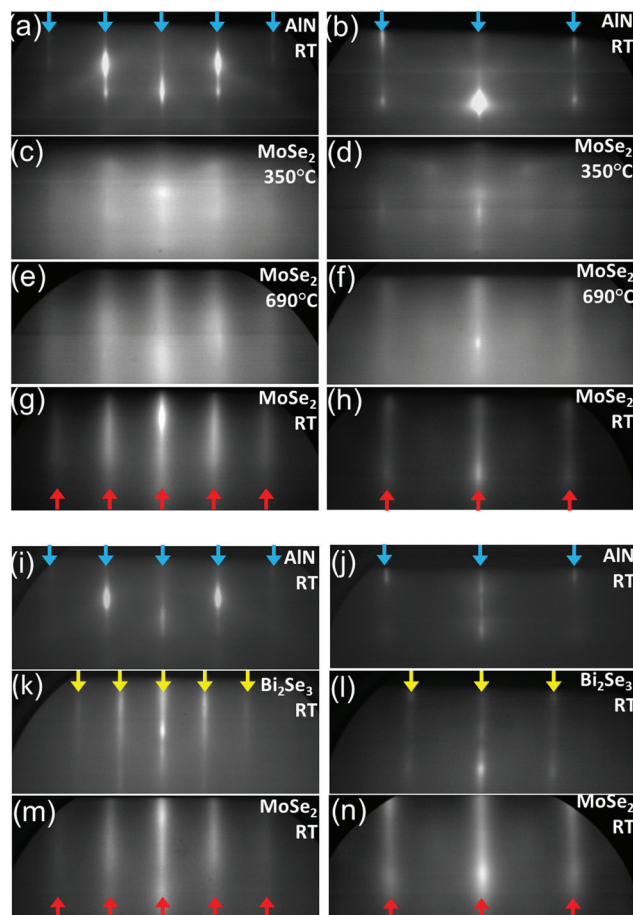 (a) AlN
RT
(b) AlN
RT
(c) MoSe₂
350°C
(d) MoSe₂
350°C
(e) MoSe₂
690°C
(f) MoSe₂
690°C
(g) MoSe₂
RT
(h) MoSe₂
RT
(i) AlN
RT
(j) AlN
RT
(k) Bi₂Se₃
RT
(l) Bi₂Se₃
RT
(m) MoSe₂
RT
(n) MoSe₂
RT